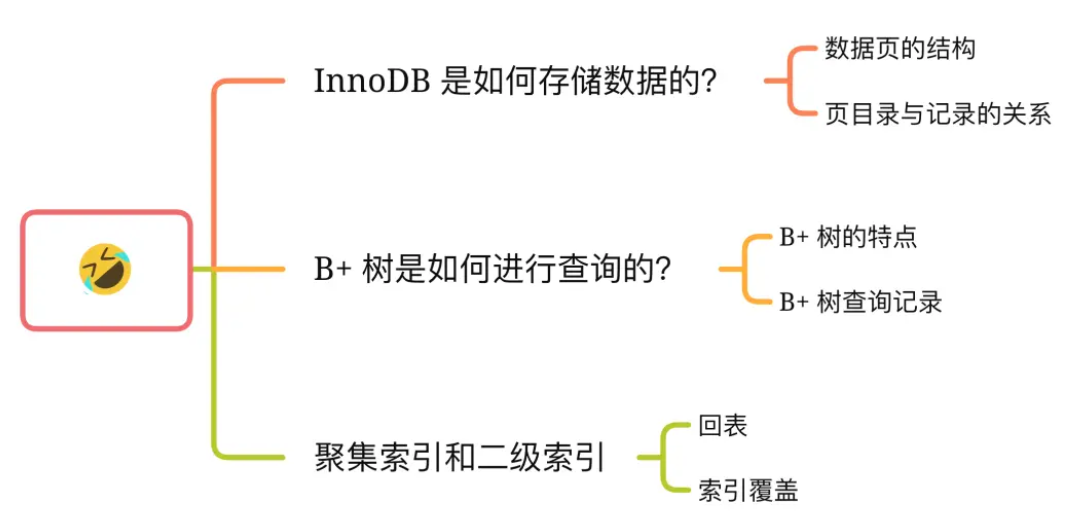 InnoDB 是如何存储数据的？
数据页的结构
页目录与记录的关系
B+ 树是如何进行查询的？
B+ 树的特点
B+ 树查询记录
聚集索引和二级索引
回表
索引覆盖